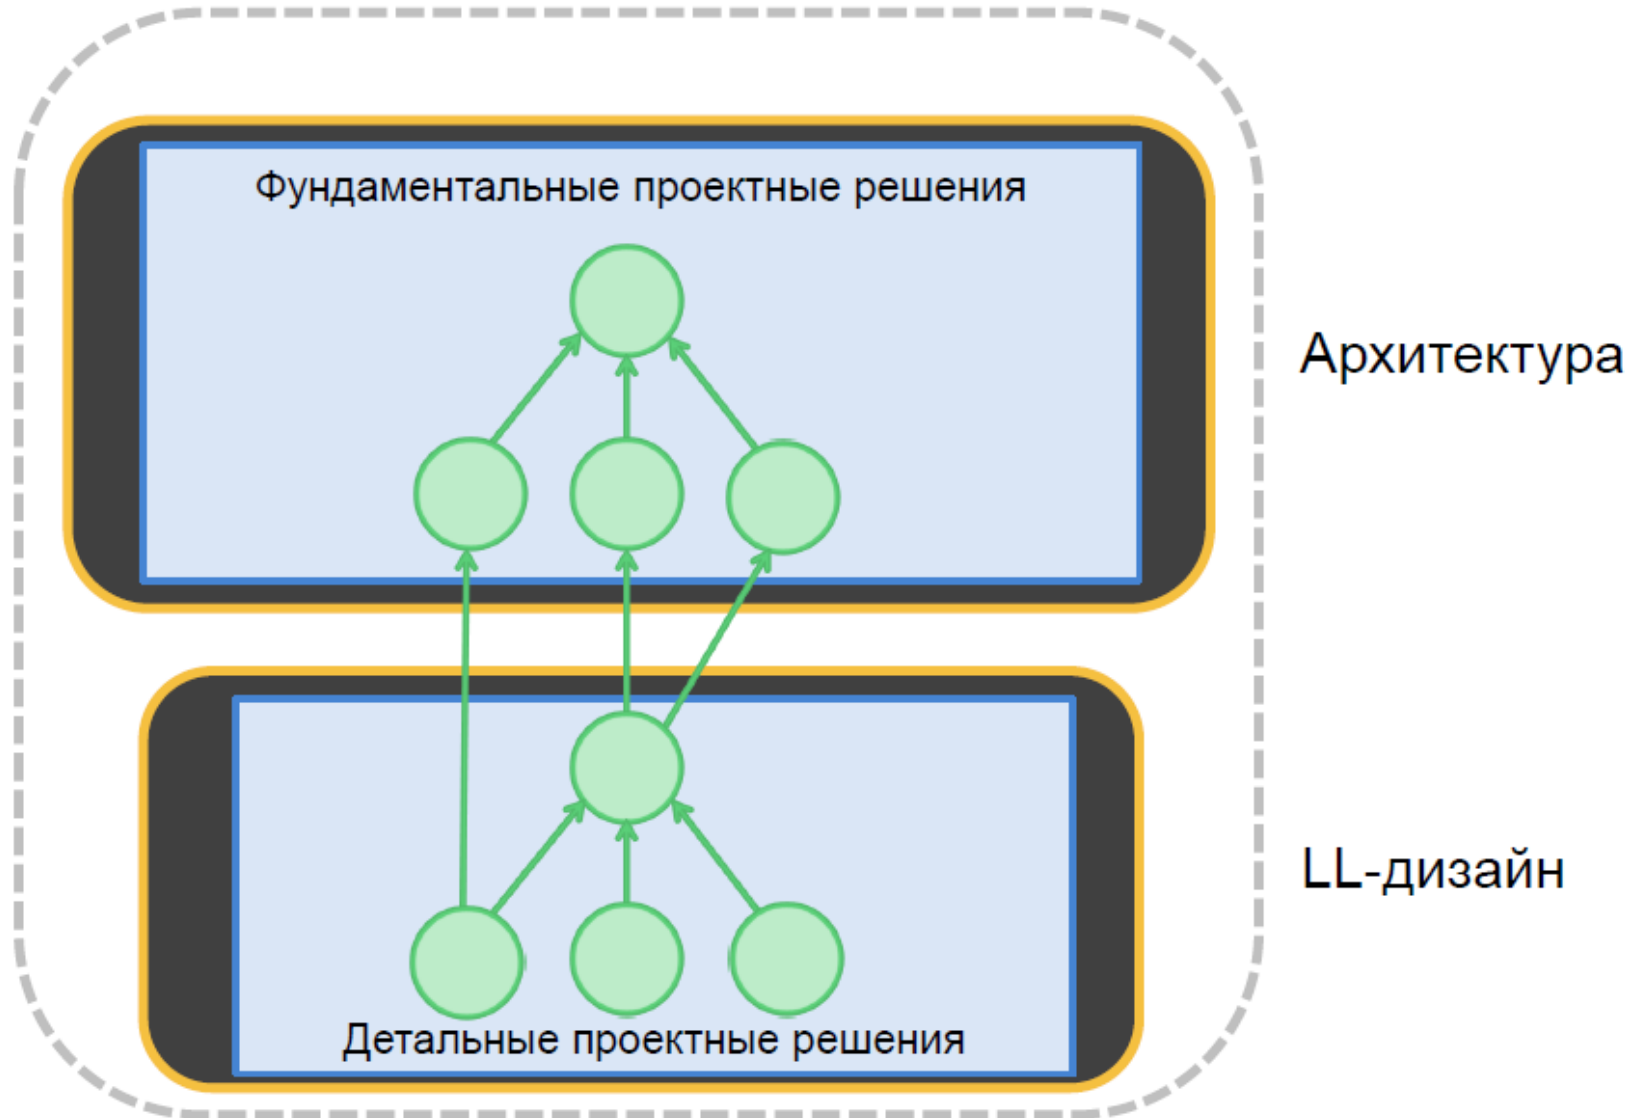 Фундаментальные проектные решения
Архитектура
LL-дизайн
Детальные проектные решения